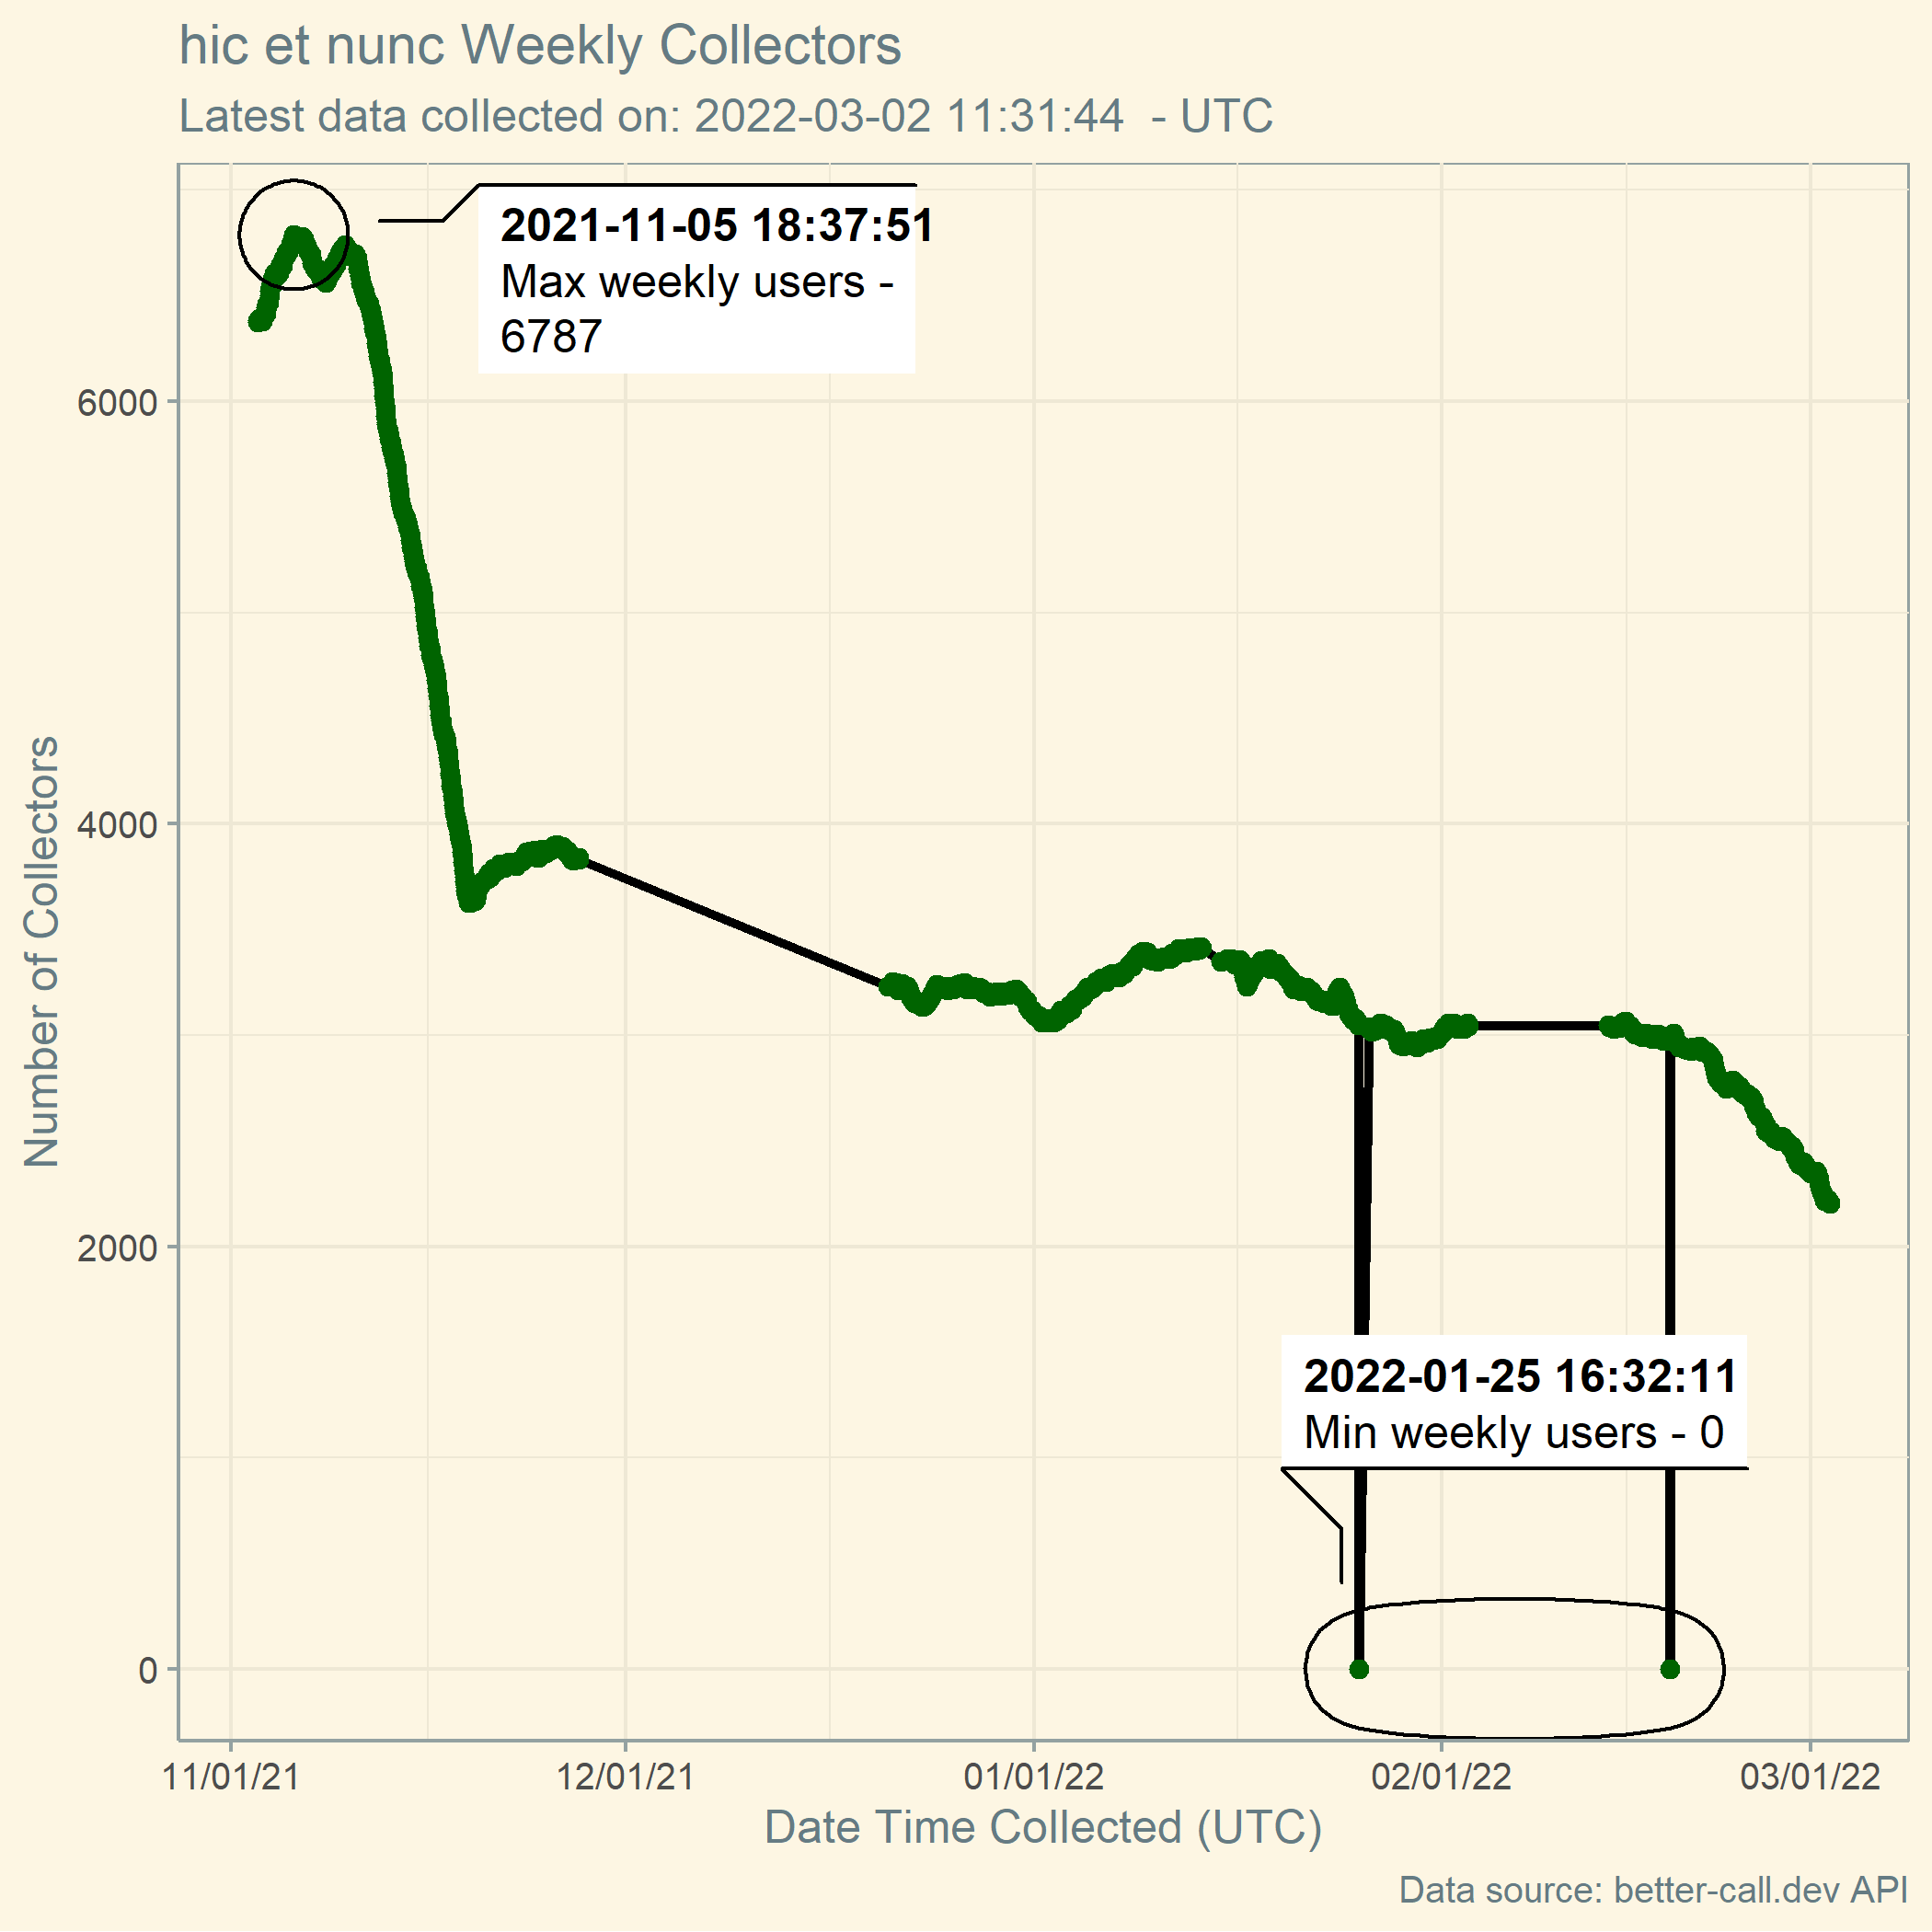 hic et nunc Weekly Collectors
Latest data collected on: 2022-03-02 11:31:44  - UTC
2021-11-05 18:37:51
Max weekly users -
6787
6000
4000
2000
0
Number of Collectors
2022-01-25 16:32:11
Min weekly users - 0
11/01/21
12/01/21
01/01/22
02/01/22
03/01/22
Date Time Collected (UTC)
Data source: better-call.dev API